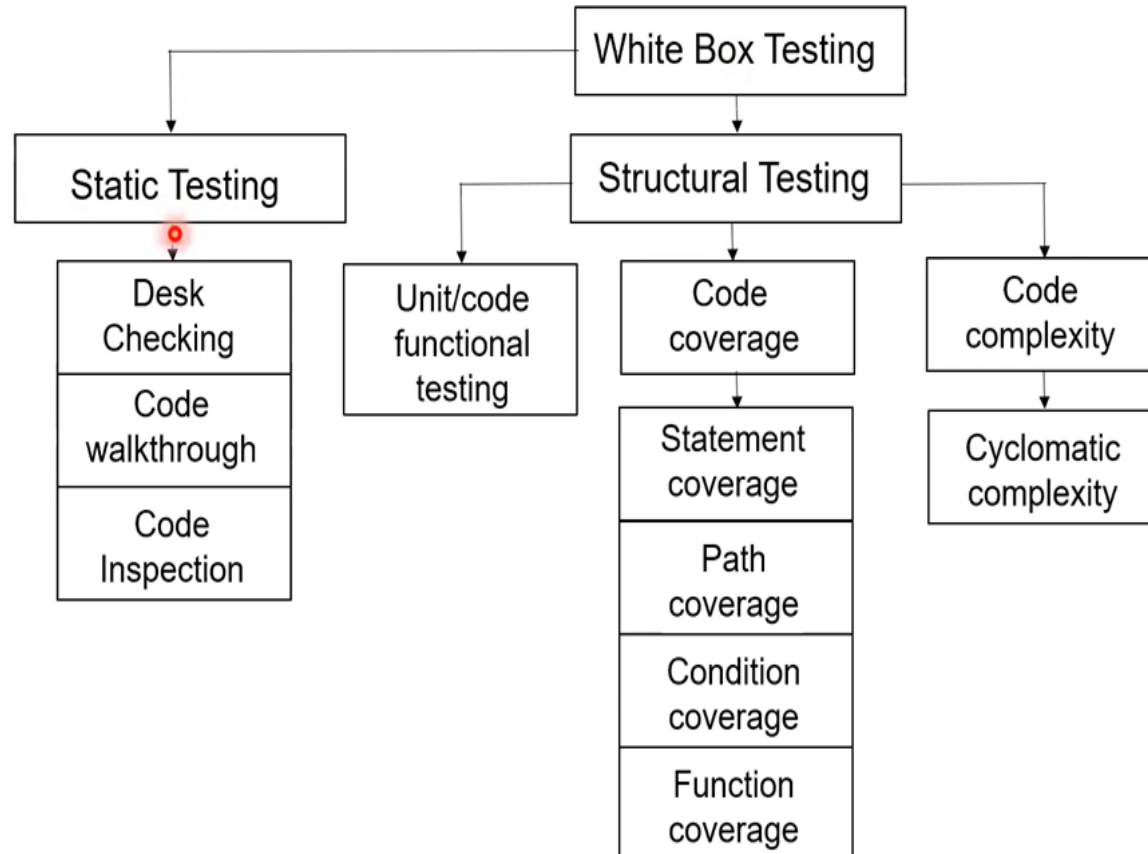 White Box Testing
Static Testing
Structural Testing
Desk
Checking
Code
walkthrough
Code
Inspection
Unit/code
functional
testing
Code
coverage
Statement
coverage
Path
coverage
Condition
coverage
Function
coverage
Code
complexity
Cyclomatic
complexity